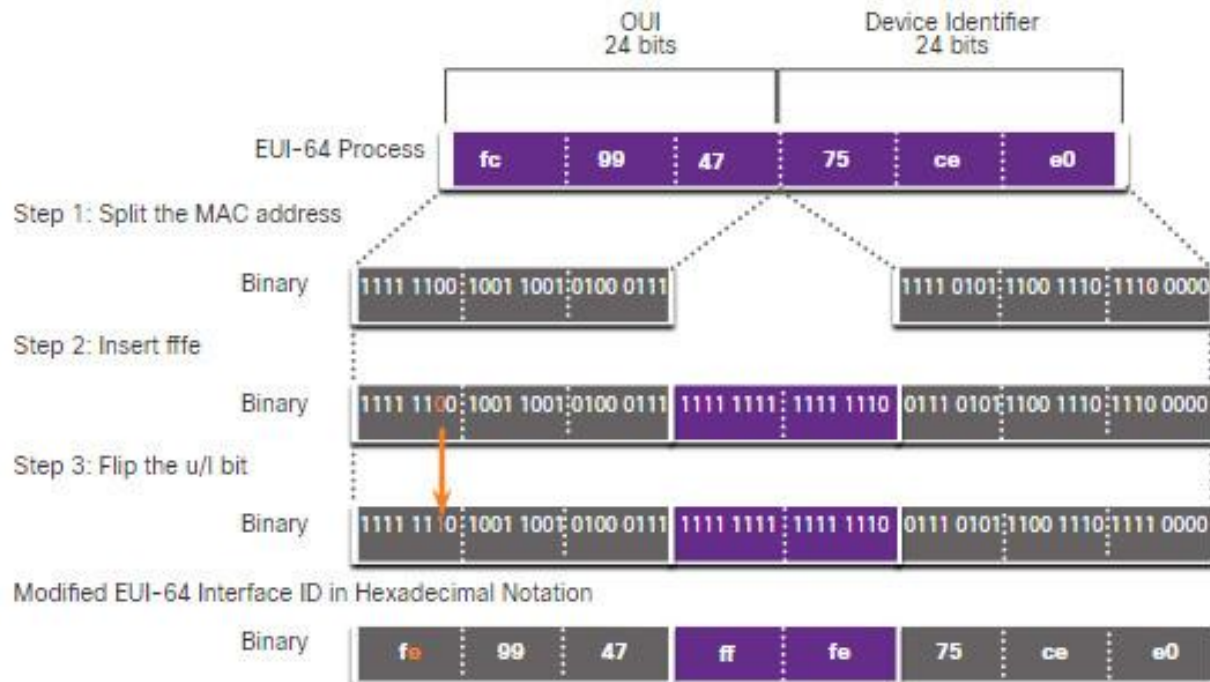 OUI
24 bits
Device Identifier
24 bits
EUI-64 Process
fc 99 47 75 ce e0
Step 1: Split the MAC address
Binary
1111 1100 1001 1001 0100 0111 1111 0101 1100 1110 1110 0000
Step 2: Insert fffe
Binary
1111 1100 1001 1001 0100 0111 1111 1111 1111 1110 0111 0101 1100 1110 1110 0000
Step 3: Flip the u/l bit
Binary
1111 1110 1001 1001 0100 0111 1111 1111 1111 1110 0111 0101 1100 1110 1111 0000
Modified EUI-64 Interface ID in Hexadecimal Notation
Binary
fe 99 47 ff fe 75 ce e0